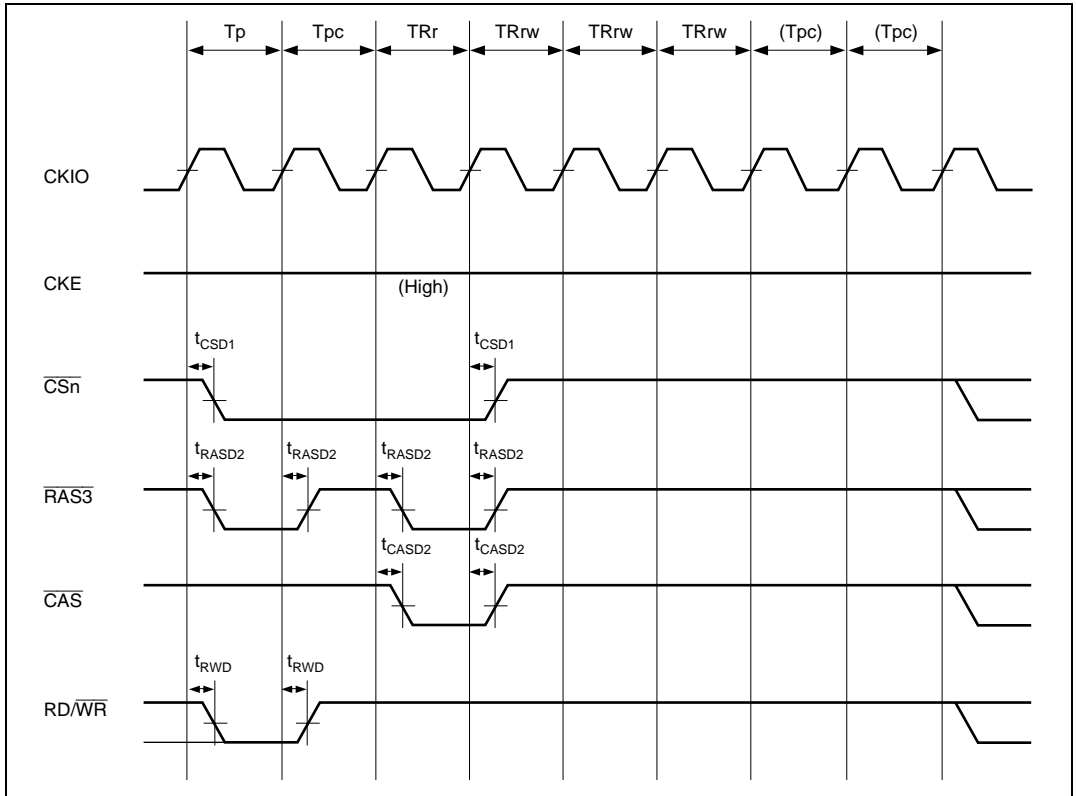 Tp Tpc TRr TRrw TRrw TRrw (Tpc) (Tpc)
CKIO
CKE
(High)
tCSD1 tCSD1
CSn
tRASD2 tRASD2 tRASD2 tRASD2
RAS3
tCASD2 tCASD2
CAS
tRWD tRWD
RD/WR